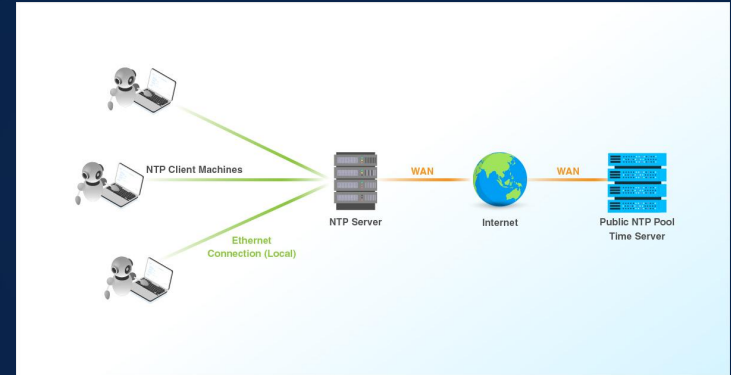 NTP Client Machines
Ethernet
Connection (Local)
NTP Server
WAN
Internet
WAN
Public NTP Pool
Time Server